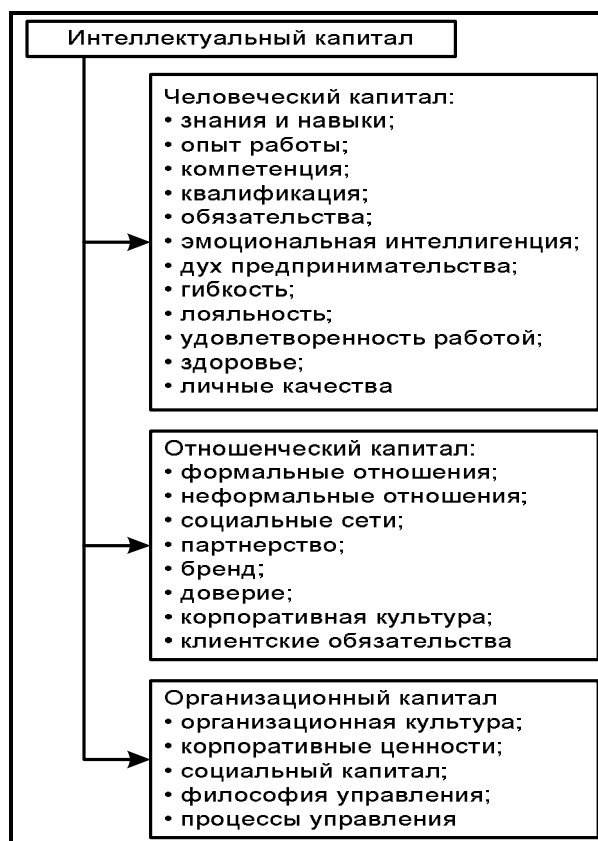 Интеллектуальный капитал
Человеческий капитал:
• знания и навыки;
• опыт работы;
• компетенция;
• квалификация;
• обязательства;
• эмоциональная интеллигенция;
• дух предпринимательства;
• гибкость;
• лояльность;
• удовлетворенность работой;
• здоровье;
• личные качества
Отношенческий капитал:
• формальные отношения;
• неформальные отношения;
• социальные сети;
• партнерство;
• бренд;
• доверие;
• корпоративная культура;
• клиентские обязательства
Организационный капитал
• организационная культура;
• корпоративные ценности;
• социальный капитал;
• философия управления;
• процессы управления